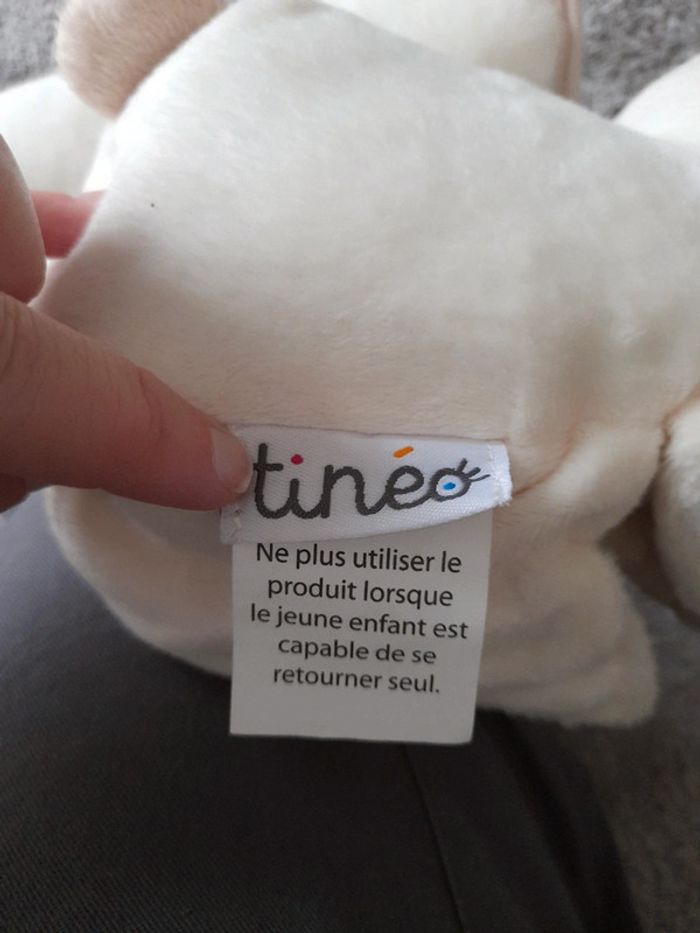 tinéo
Ne plus utiliser le
produit lorsque
le jeune enfant est
capable de se
retourner seul.